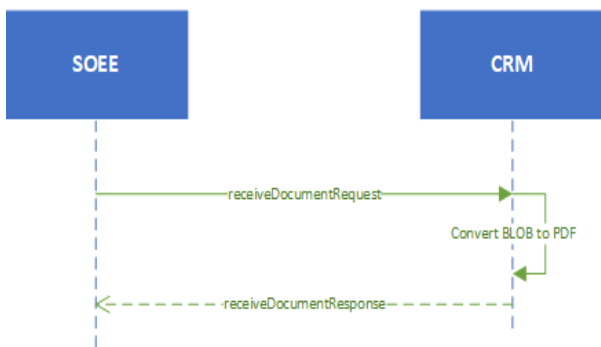 SOEE
CRM
receiveDocumentRequest
Convert BLOB to PDF
receiveDocumentResponse